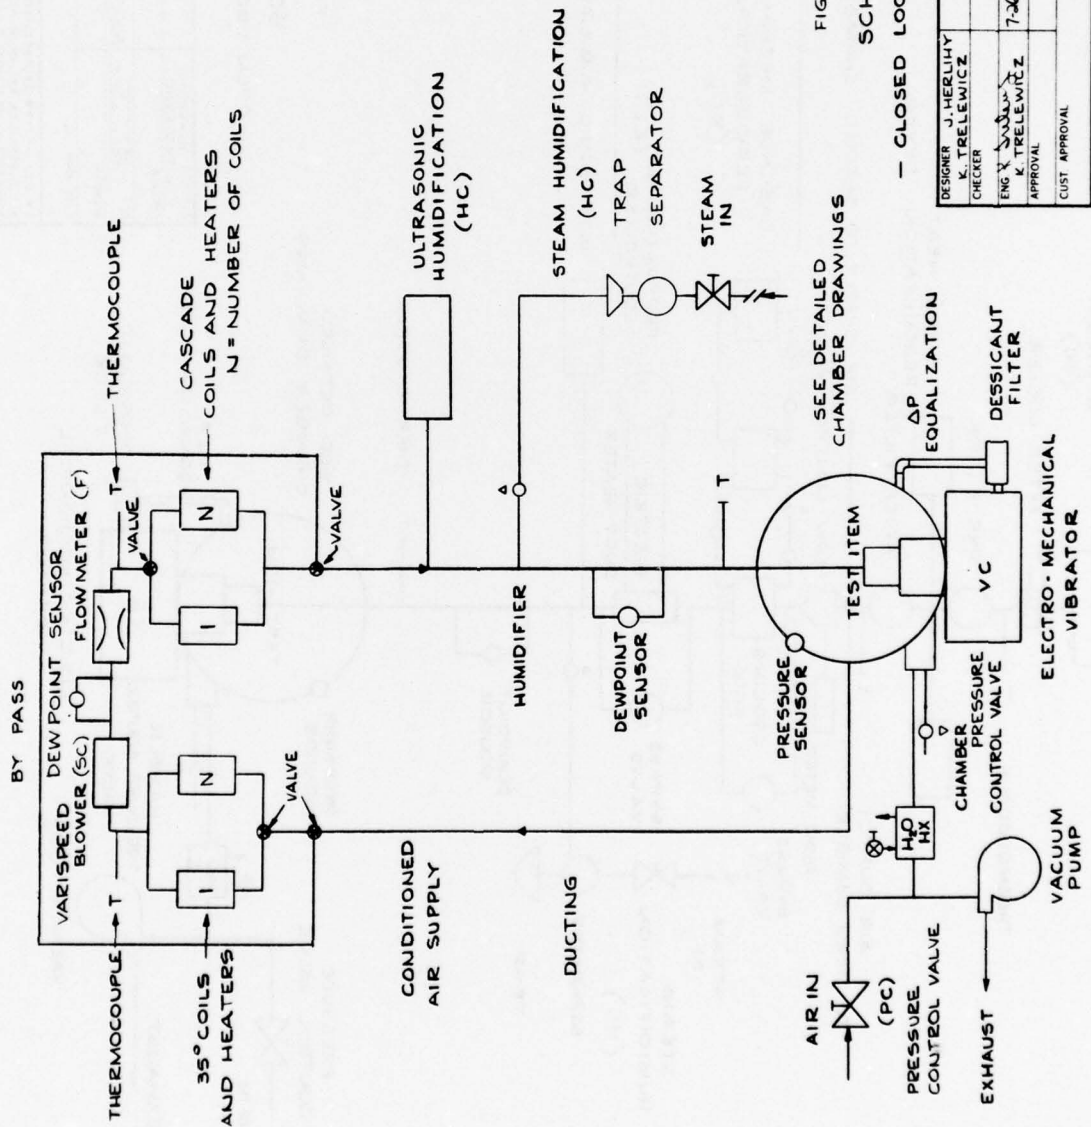 BY PASS
VARISPEED
BLOWER (SC)
DEWPOINT SENSOR
FLOWMETER (F)
THERMOCOUPLE
T
VALVE
T
THERMOCOUPLE
I
N
I
N
CASCADE
COILS AND HEATERS
N = NUMBER OF COILS
35° COILS
AND HEATERS
VALVE
VALVE
CONDITIONED
AIR SUPPLY
ULTRASONIC
HUMIDIFICATION
(HC)
HUMIDIFIER
Δ
STEAM HUMIDIFICATION
(HC)
TRAP
SEPARATOR
STEAM
IN
DUCTING
DEWPOINT
SENSOR
T
SEE DETAILED
CHAMBER DRAWINGS
PRESSURE
SENSOR
TEST ITEM
ΔP
EQUALIZATION
AIR IN
(PC)
PRESSURE
CONTROL VALVE
H2O
HX
Δ
CHAMBER
PRESSURE
CONTROL VALVE
VC
DESSICANT
FILTER
EXHAUST
VACUUM
PUMP
ELECTRO-MECHANICAL
VIBRATOR
FIG
SCH
— CLOSED LOO
DESIGNER J. HERLIHY
K. TRELEWICZ
CHECKER
ENG
K. TRELEWICZ
7-26
APPROVAL
CUST APPROVAL